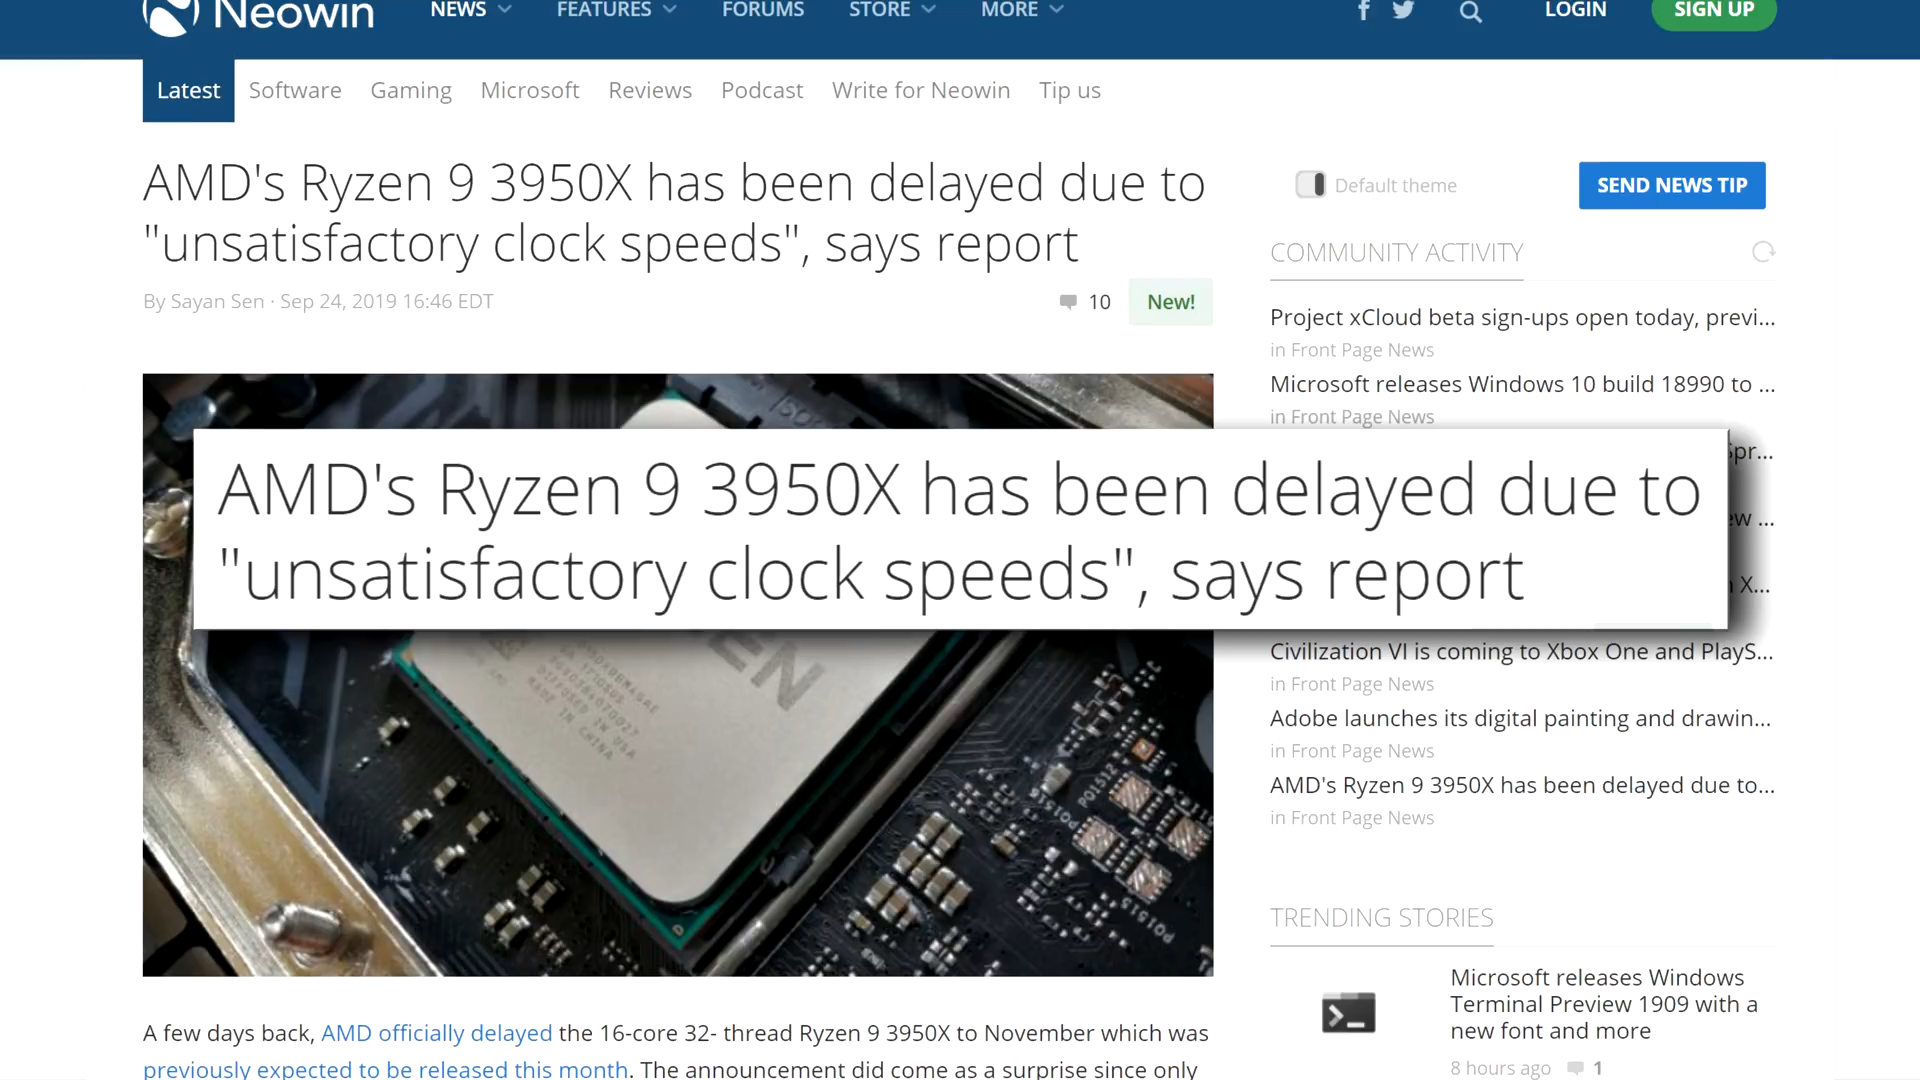 Neowin
NEWS
FEATURES
FORUMS
STORE
MORE
LOGIN
SIGN UP
Latest
Software
Gaming
Microsoft
Reviews
Podcast
Write for Neowin
Tip us
AMD's Ryzen 9 3950X has been delayed due to
"unsatisfactory clock speeds", says report
By Sayan Sen · Sep 24, 2019 16:46 EDT
10
New!
Default theme
SEND NEWS TIP
COMMUNITY ACTIVITY
Project xCloud beta sign-ups open today, previ...
in Front Page News
Microsoft releases Windows 10 build 18990 to ...
in Front Page News
AMD's Ryzen 9 3950X has been delayed due to
"unsatisfactory clock speeds", says report
Civilization VI is coming to Xbox One and PlayS...
in Front Page News
Adobe launches its digital painting and drawin...
in Front Page News
AMD's Ryzen 9 3950X has been delayed due to...
in Front Page News
DIFFUSED IN USA
MADE IN CHINA
PO1512
PO1515
TRENDING STORIES
Microsoft releases Windows
Terminal Preview 1909 with a
new font and more
8 hours ago
1
A few days back, AMD officially delayed the 16-core 32- thread Ryzen 9 3950X to November which was
previously expected to be released this month. The announcement did come as a surprise since only